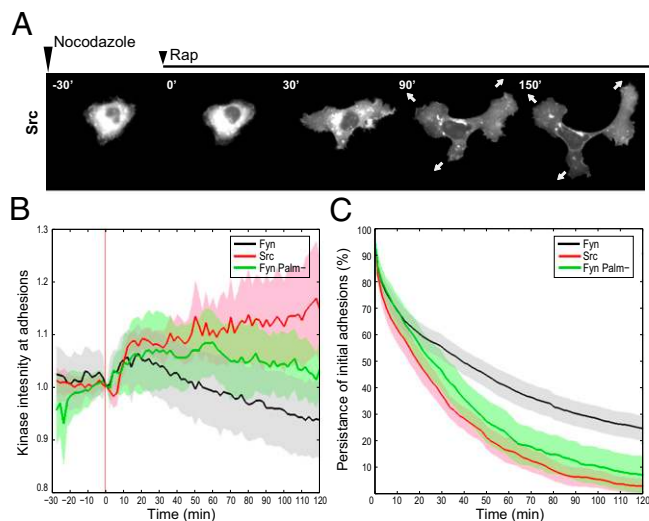 A
Nocodazole
Rap
-30' 0' 30' 90' 150'
Src
B
1.3
1.2
1.1
1.0
0.9
0.8
Kinase intesnity at adhesions
Fyn
Src
Fyn Palm-
-30 -20 -10 0 10 20 30 40 50 60 70 80 90 100 110 120
Time (min)
C
100
90
80
70
60
50
40
30
20
10
Persistance of initial adhesions (%)
Fyn
Src
Fyn Palm-
0 10 20 30 40 50 60 70 80 90 100 110 120
Time (min)